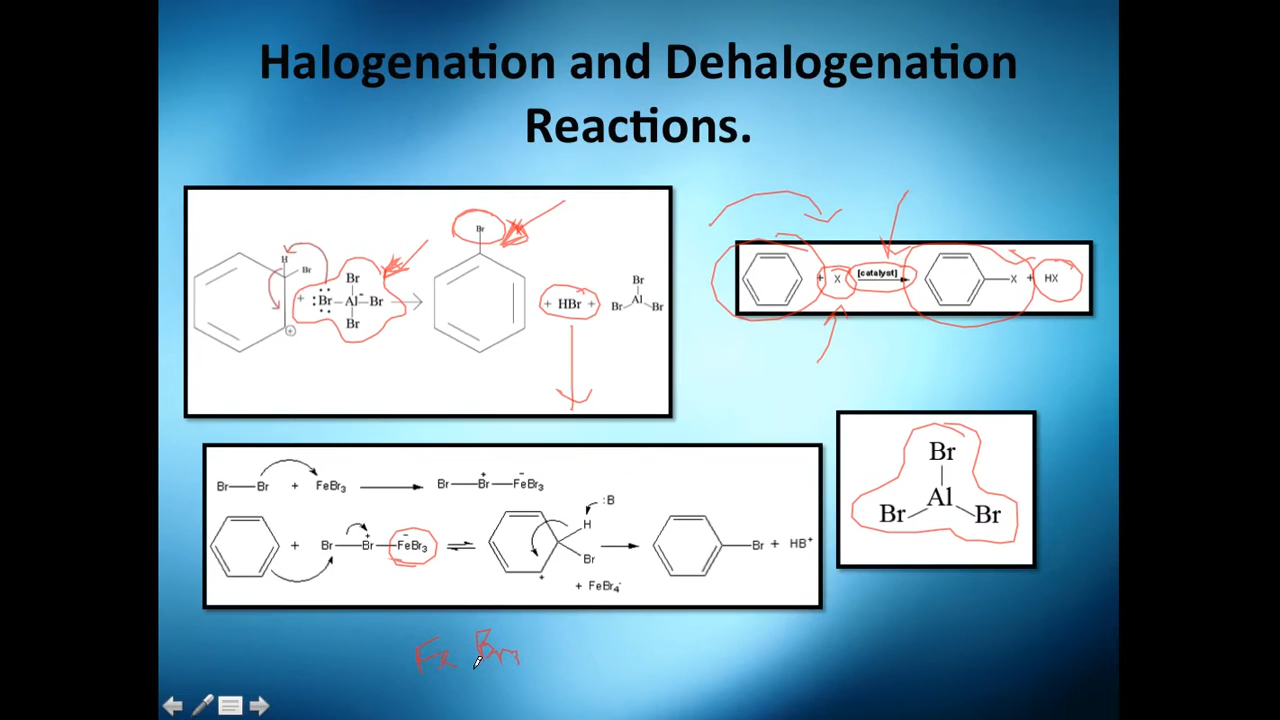 Halogenation and Dehalogenation
Reactions.
H
Br
+ :Br — Al⁻ — Br
Br
Br
Br
+ HBr +
Br
Al
Br
Br
+ X [catalyst] X + HX
Br—Br + FeBr₃ Br—Br⁺—FeBr₃⁻
+ Br—Br⁺—FeBr₃⁻
:B
H
Br
+
+ FeBr₄⁻
Br + HB⁺
Br
Al
Br
Br
Fe Br